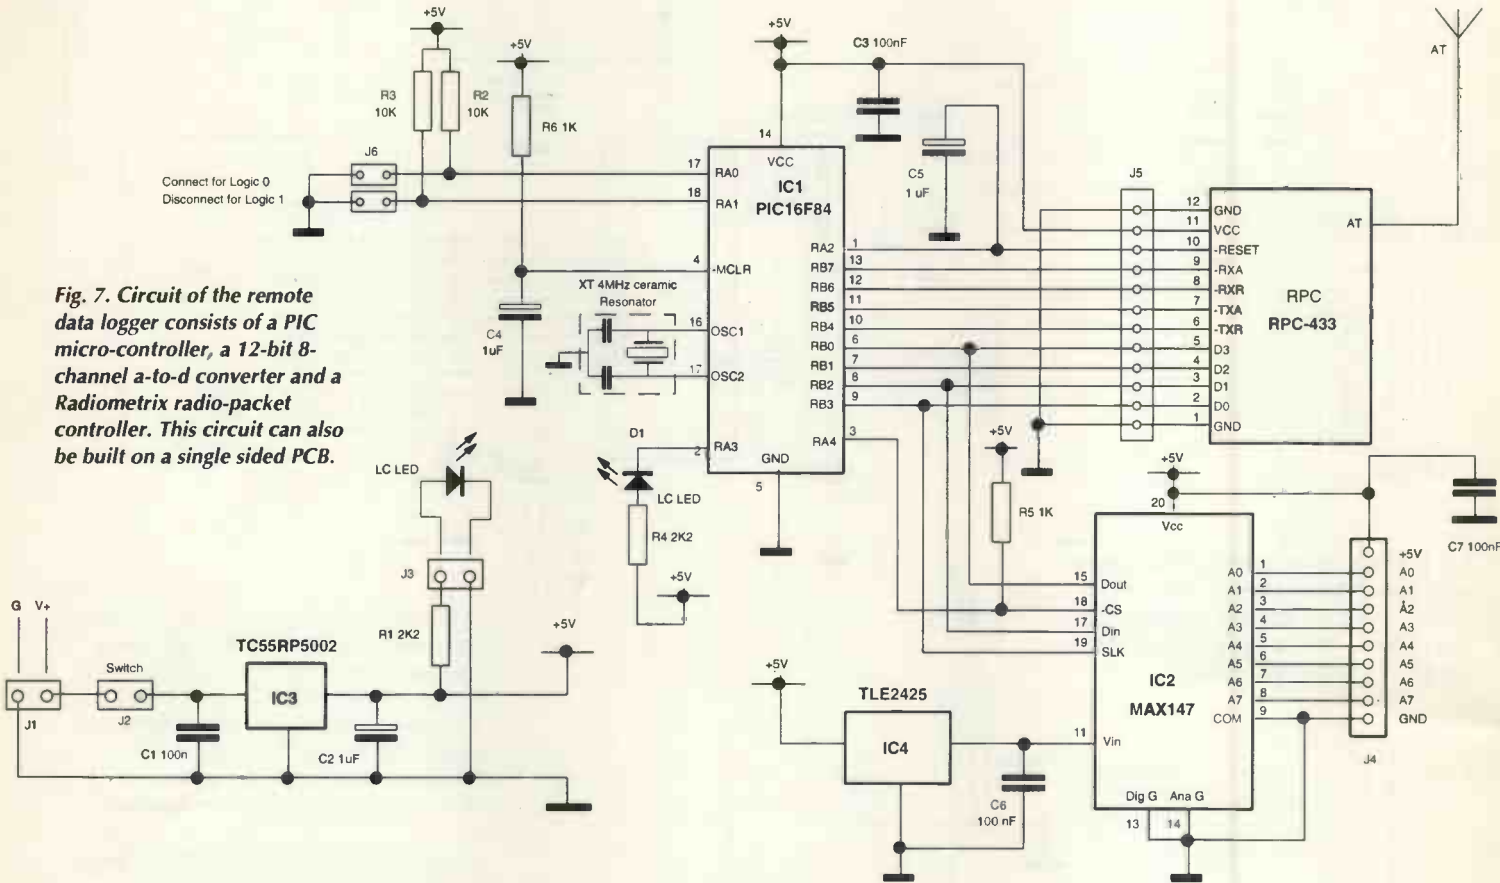 +5V
+5V
+5V
C3 100nF
AT
R3
10K
R2
10K
R6 1K
14
VCC
J6
17
RA0
IC1
PIC16F84
C5
1 uF
J5
Connect for Logic 0
Disconnect for Logic 1
18
RA1
12
GND
AT
11
VCC
RA2
1
10
-RESET
4
-MCLR
RB7
13
9
-RXA
RB6
12
8
-RXR
RPC
RPC-433
XT 4MHz ceramic
Resonator
RB5
11
7
-TXA
16
OSC1
RB4
10
6
-TXR
C4
1uF
RB0
6
5
D3
RB1
7
4
D2
17
OSC2
RB2
8
3
D1
RB3
9
2
D0
1
GND
Fig. 7. Circuit of the remote
data logger consists of a PIC
micro-controller, a 12-bit 8-
channel a-to-d converter and a
Radiometrix radio-packet
controller. This circuit can also
be built on a single sided PCB.
D1
2
RA3
RA4
3
+5V
GND
5
LC LED
LC LED
R4 2K2
+5V
R5 1K
+5V
20
Vcc
C7 100nF
J3
R1 2K2
15
Dout
18
-CS
17
Din
19
SLK
A0
1
A1
2
A2
3
A3
4
A4
5
A5
6
A6
7
A7
8
COM
9
+5V
A0
A1
A2
A3
A4
A5
A6
A7
GND
J4
IC2
MAX147
G
V+
TC55RP5002
+5V
Switch
IC3
J1
J2
C1 100n
C2 1uF
+5V
TLE2425
IC4
11
Vin
C6
100 nF
Dig G
Ana G
13
14